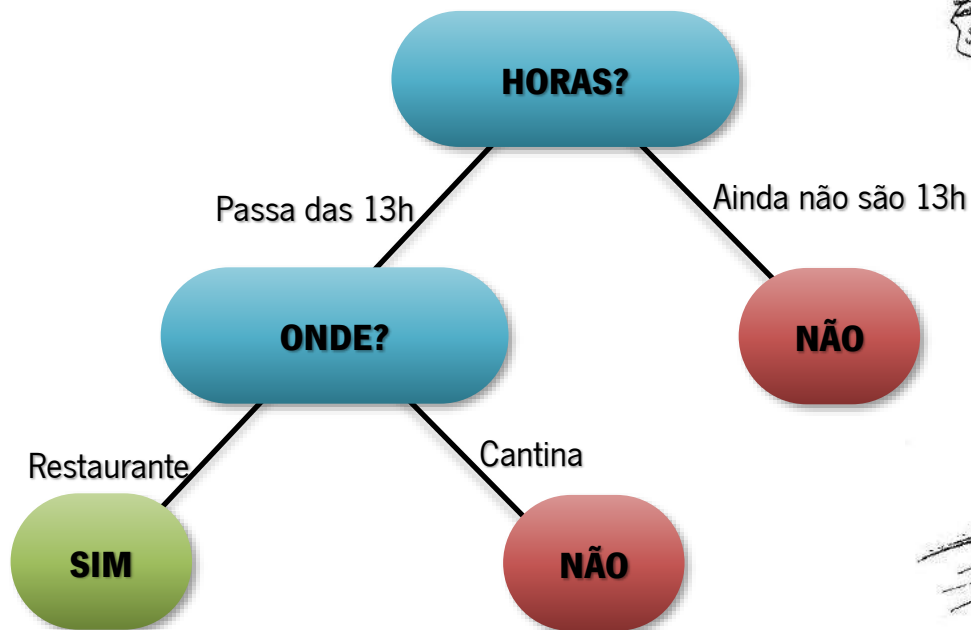 HORAS?
Passa das 13h
Ainda não são 13h
ONDE?
NÃO
Restaurante
Cantina
SIM
NÃO